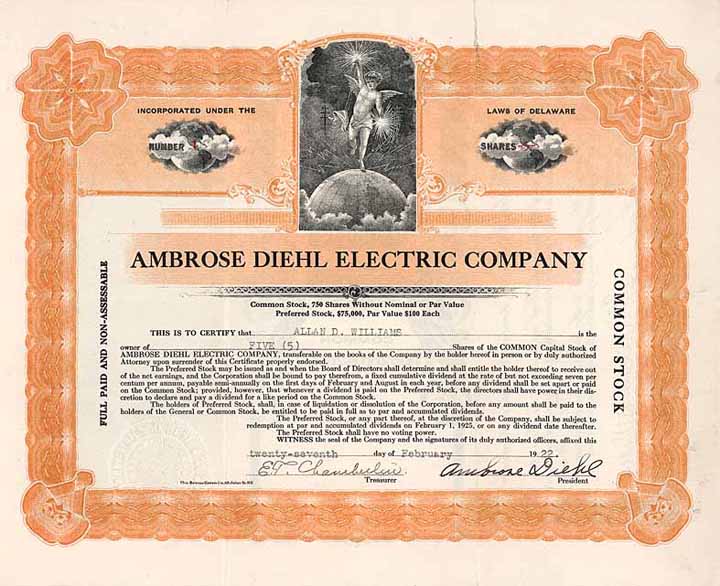 INCORPORATED UNDER THE
LAWS OF DELAWARE
NUMBER
SHARES
AMBROSE DIEHL ELECTRIC COMPANY
Common Stock, 750 Shares Without Nominal or Par Value
Preferred Stock, $75,000, Par Value $100 Each
THIS IS TO CERTIFY that ALLAN D. WILLIAMS is the
owner of FIVE (5) Shares of the COMMON Capital Stock of
AMBROSE DIEHL ELECTRIC COMPANY, transferable on the books of the Company by the holder hereof in person or by duly authorized
Attorney upon surrender of this Certificate properly endorsed.
The Preferred Stock may be issued as and when the Board of Directors shall determine and shall entitle the holder thereof to receive out
of the net earnings, and the Corporation shall be bound to pay therefrom, a fixed cumulative dividend at the rate of but not exceeding seven per
centum per annum, payable semi-annually on the first days of February and August in each year, before any dividend shall be set apart or paid
on the Common Stock; provided, however, that whenever a dividend is paid on the Preferred Stock, the directors shall have power in their dis-
cretion to declare and pay a dividend for a like period on the Common Stock.
The holders of Preferred Stock, shall, in case of liquidation or dissolution of the Corporation, before any amount shall be paid to the
holders of the General or Common Stock, be entitled to be paid in full as to par and accumulated dividends.
The Preferred Stock, or any part thereof, at the discretion of the Company, shall be subject to
redemption at par and accumulated dividends on February 1, 1925, or on any dividend date thereafter.
The Preferred Stock shall have no voting power.
WITNESS the seal of the Company and the signatures of its duly authorized officers, affixed this
twenty-seventh day of February 1922.
E.T. Chamberlin Ambrose Diehl
Treasurer President
FULL PAID AND NON-ASSESSABLE
COMMON STOCK